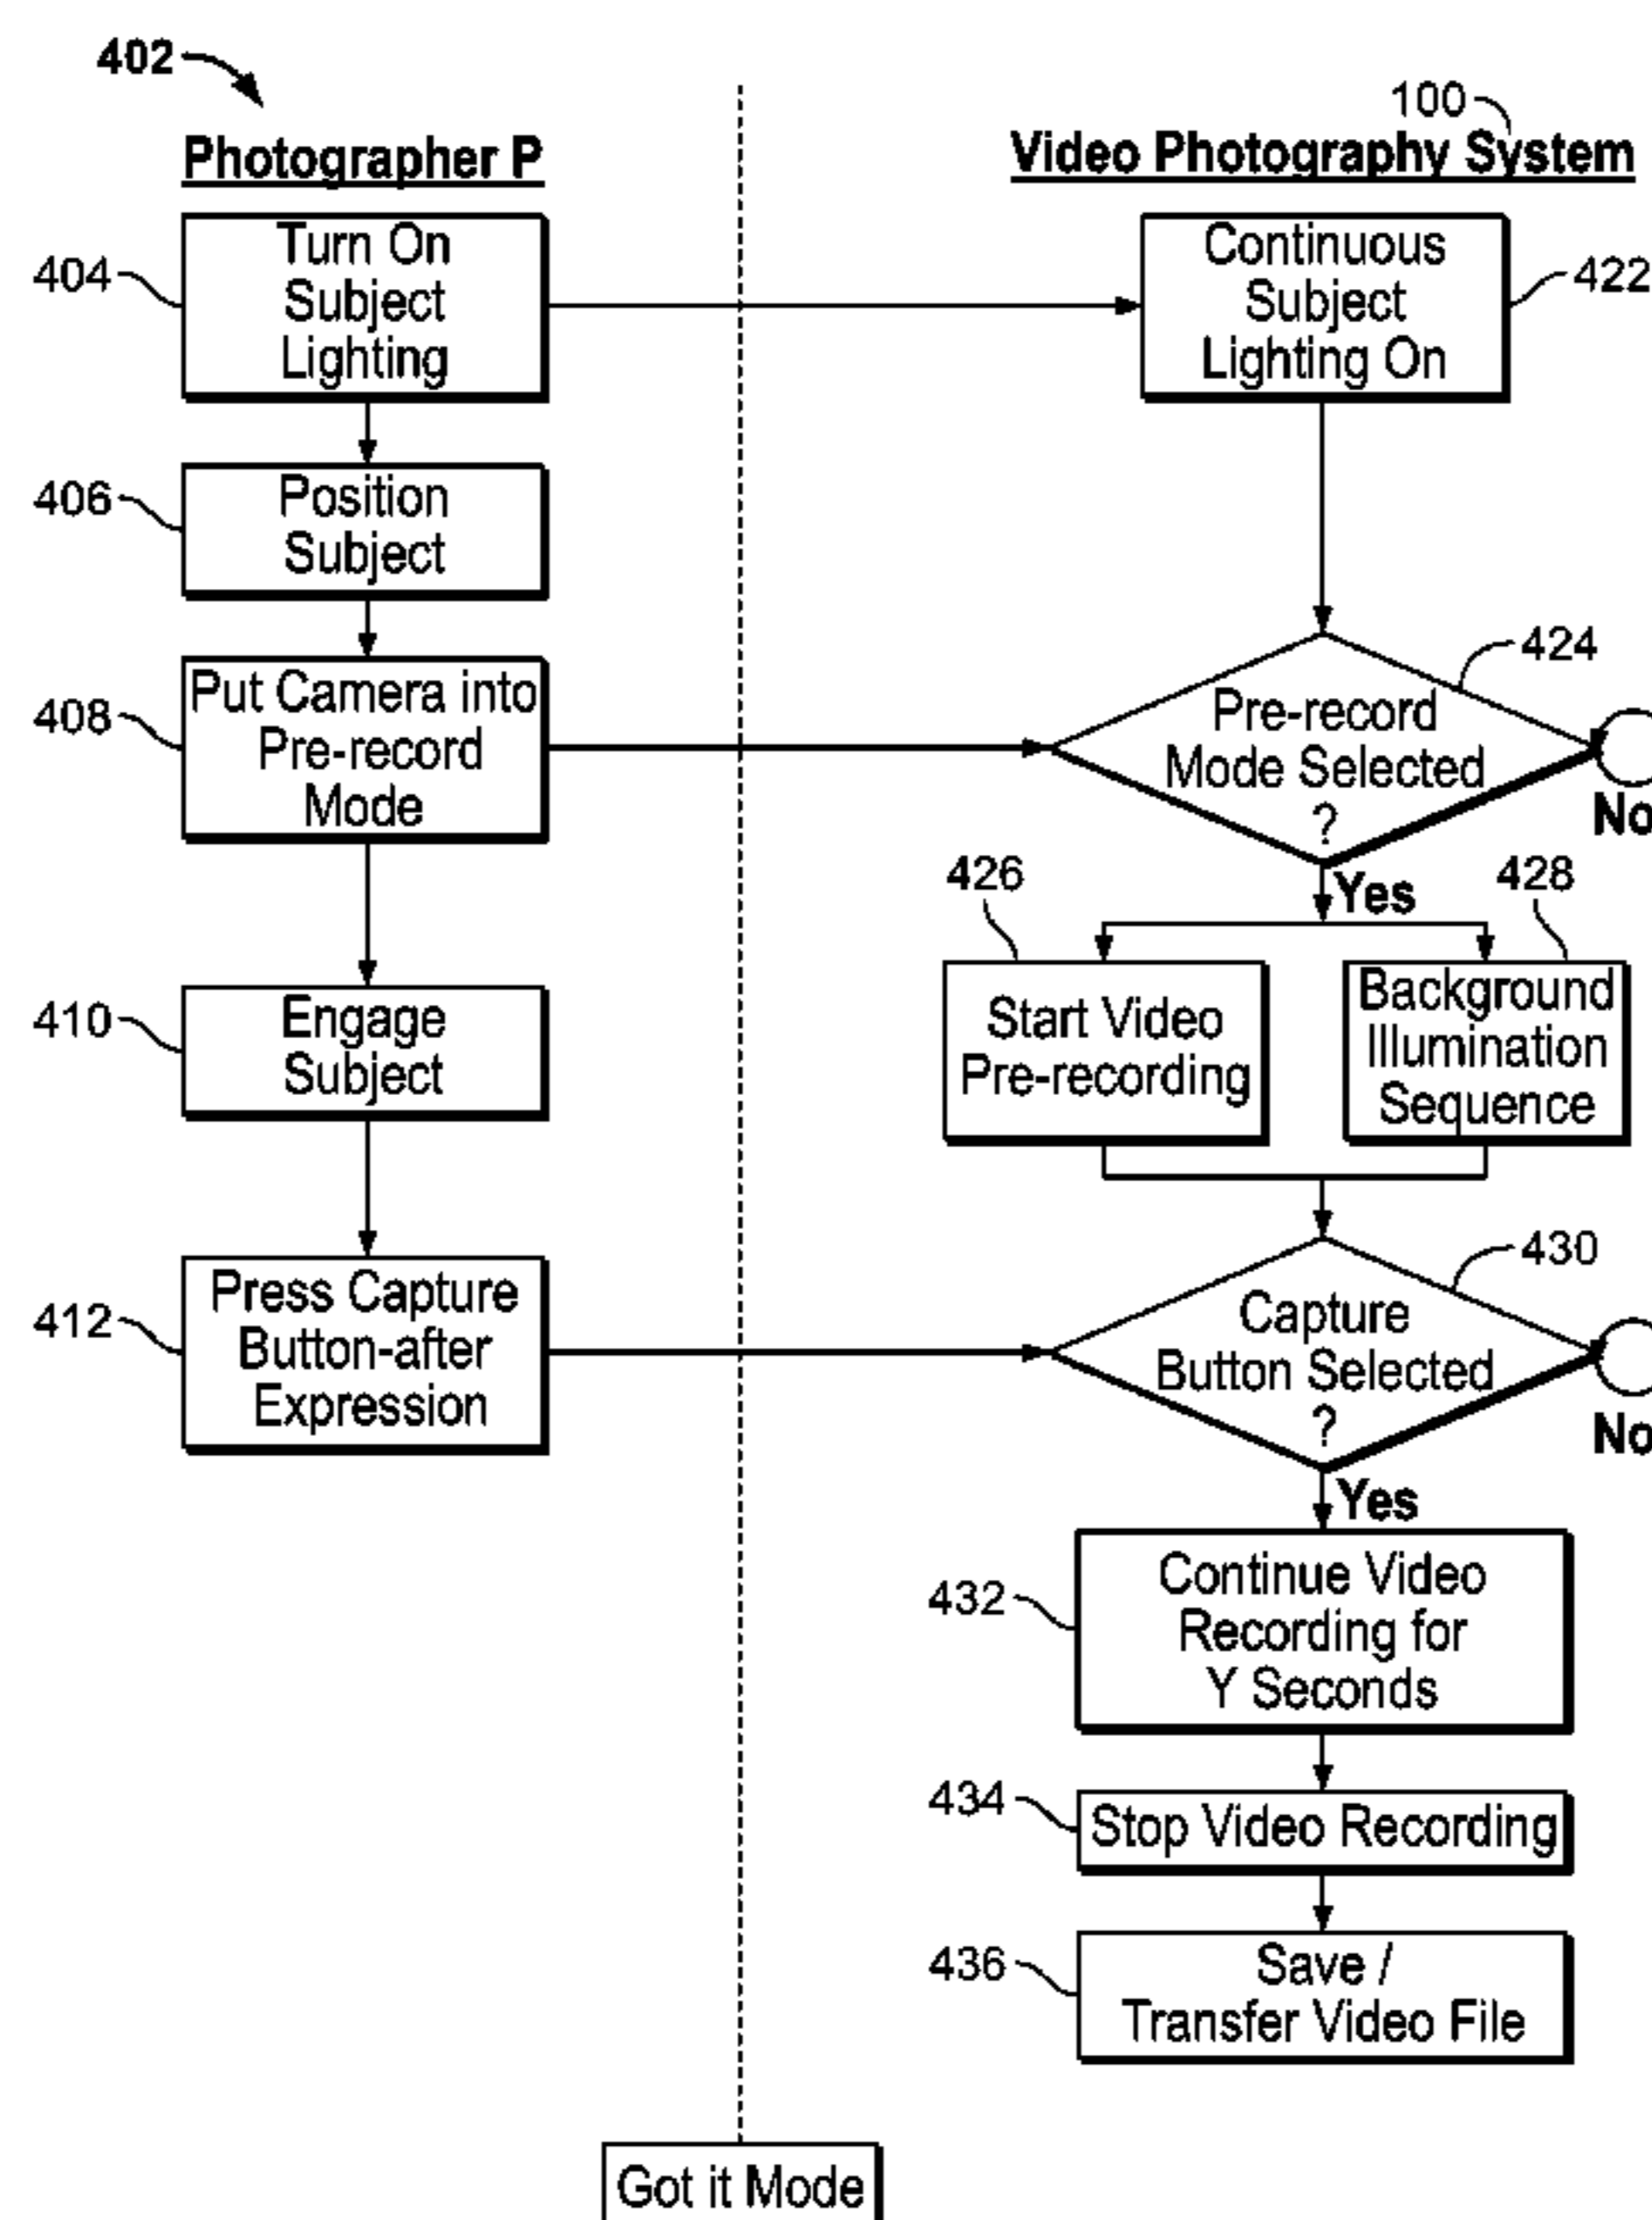 402
Photographer P
404
Turn On
Subject
Lighting
406
Position
Subject
408
Put Camera into
Pre-record
Mode
410
Engage
Subject
412
Press Capture
Button-after
Expression
100
Video Photography System
Continuous
Subject
Lighting On
422
424
Pre-record
Mode Selected
?
No
Yes
426
428
Start Video
Pre-recording
Background
Illumination
Sequence
430
Capture
Button Selected
?
No
Yes
432
Continue Video
Recording for
Y Seconds
434
Stop Video Recording
436
Save /
Transfer Video File
Got it Mode